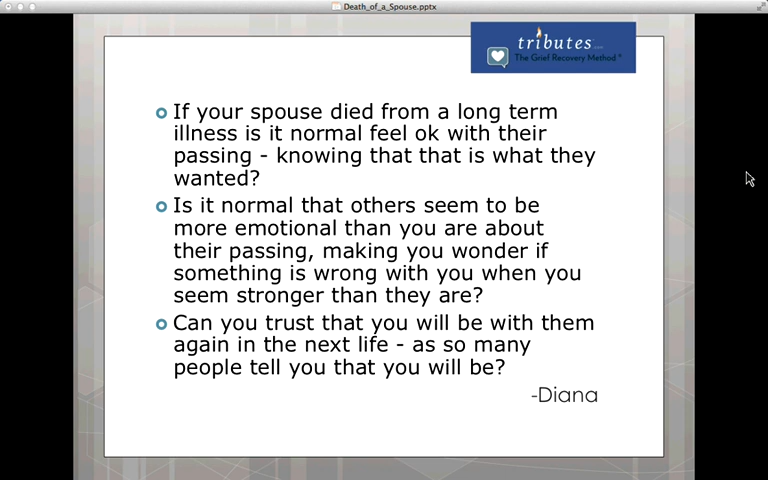 Death_of_a_Spouse.pptx
tributes
The Grief Recovery Method®
If your spouse died from a long term
illness is it normal feel ok with their
passing - knowing that that is what they
wanted?
Is it normal that others seem to be
more emotional than you are about
their passing, making you wonder if
something is wrong with you when you
seem stronger than they are?
Can you trust that you will be with them
again in the next life - as so many
people tell you that you will be?
-Diana